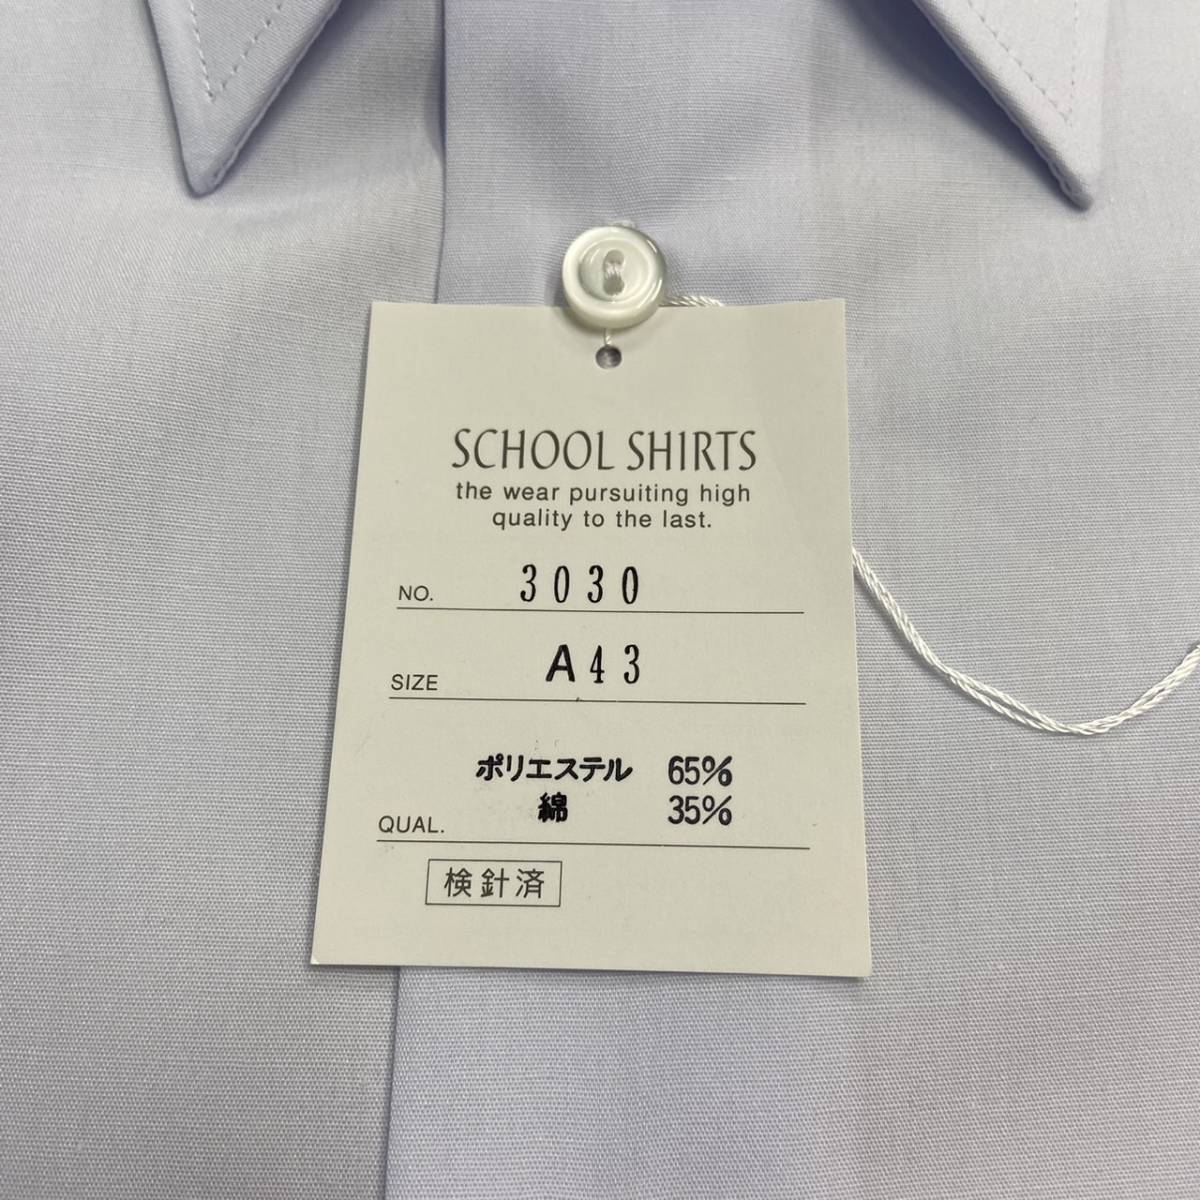 SCHOOL SHIRTS
the wear pursuiting high
quality to the last.
NO. 3030
SIZE A43
ポリエステル 65%
綿 35%
QUAL.
検針済